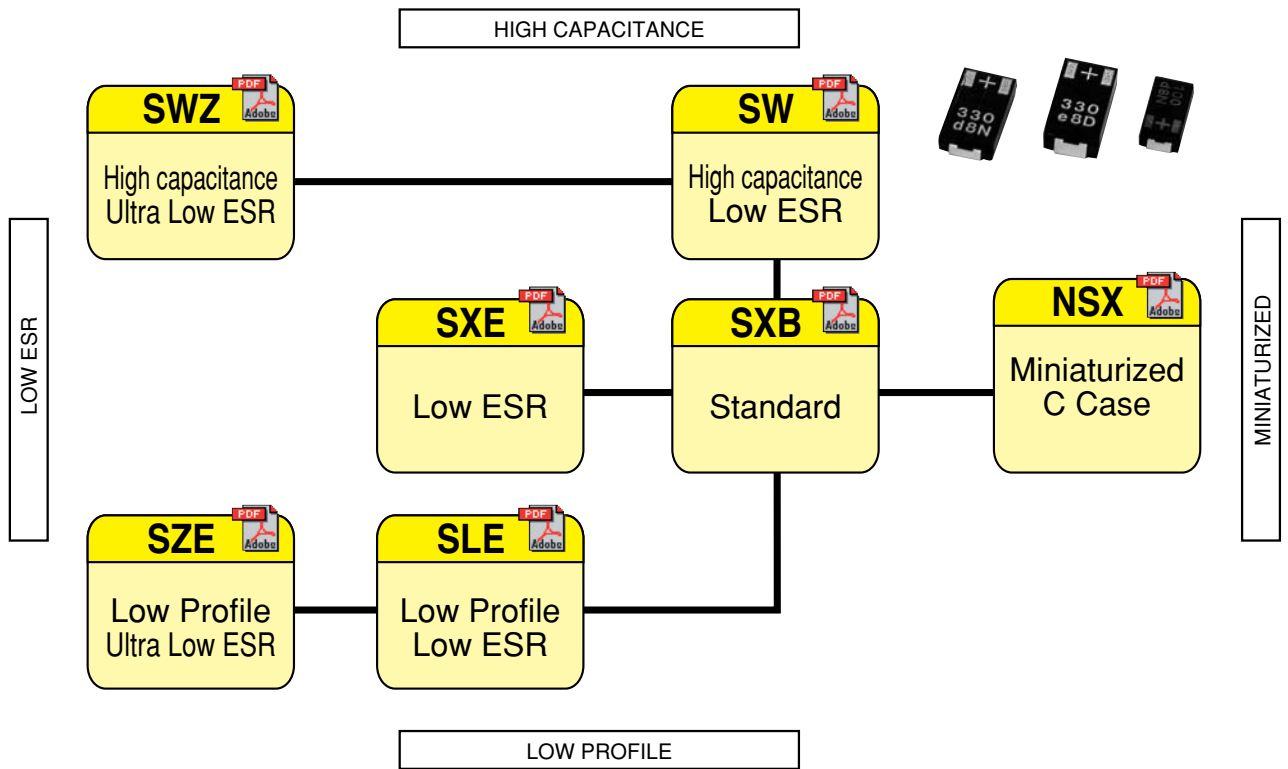 HIGH CAPACITANCE
SWZ
PDF
Adobe
High capacitance
Ultra Low ESR
SW
PDF
Adobe
High capacitance
Low ESR
330
d8N
330
e8D
100
d8N
LOW ESR
SXE
PDF
Adobe
Low ESR
SXB
PDF
Adobe
Standard
NSX
PDF
Adobe
Miniaturized
C Case
MINIATURIZED
SZE
PDF
Adobe
Low Profile
Ultra Low ESR
SLE
PDF
Adobe
Low Profile
Low ESR
LOW PROFILE